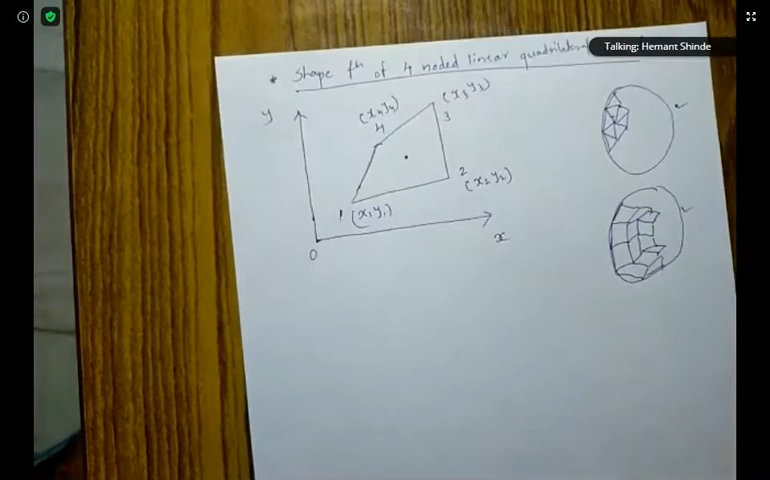 Talking: Hemant Shinde
* Shape fⁿ of 4 noded linear quadrilateral
y
(x₄y₄)
4
(x₃y₃)
3
2
(x₂y₂)
1 (x₁y₁)
x
0